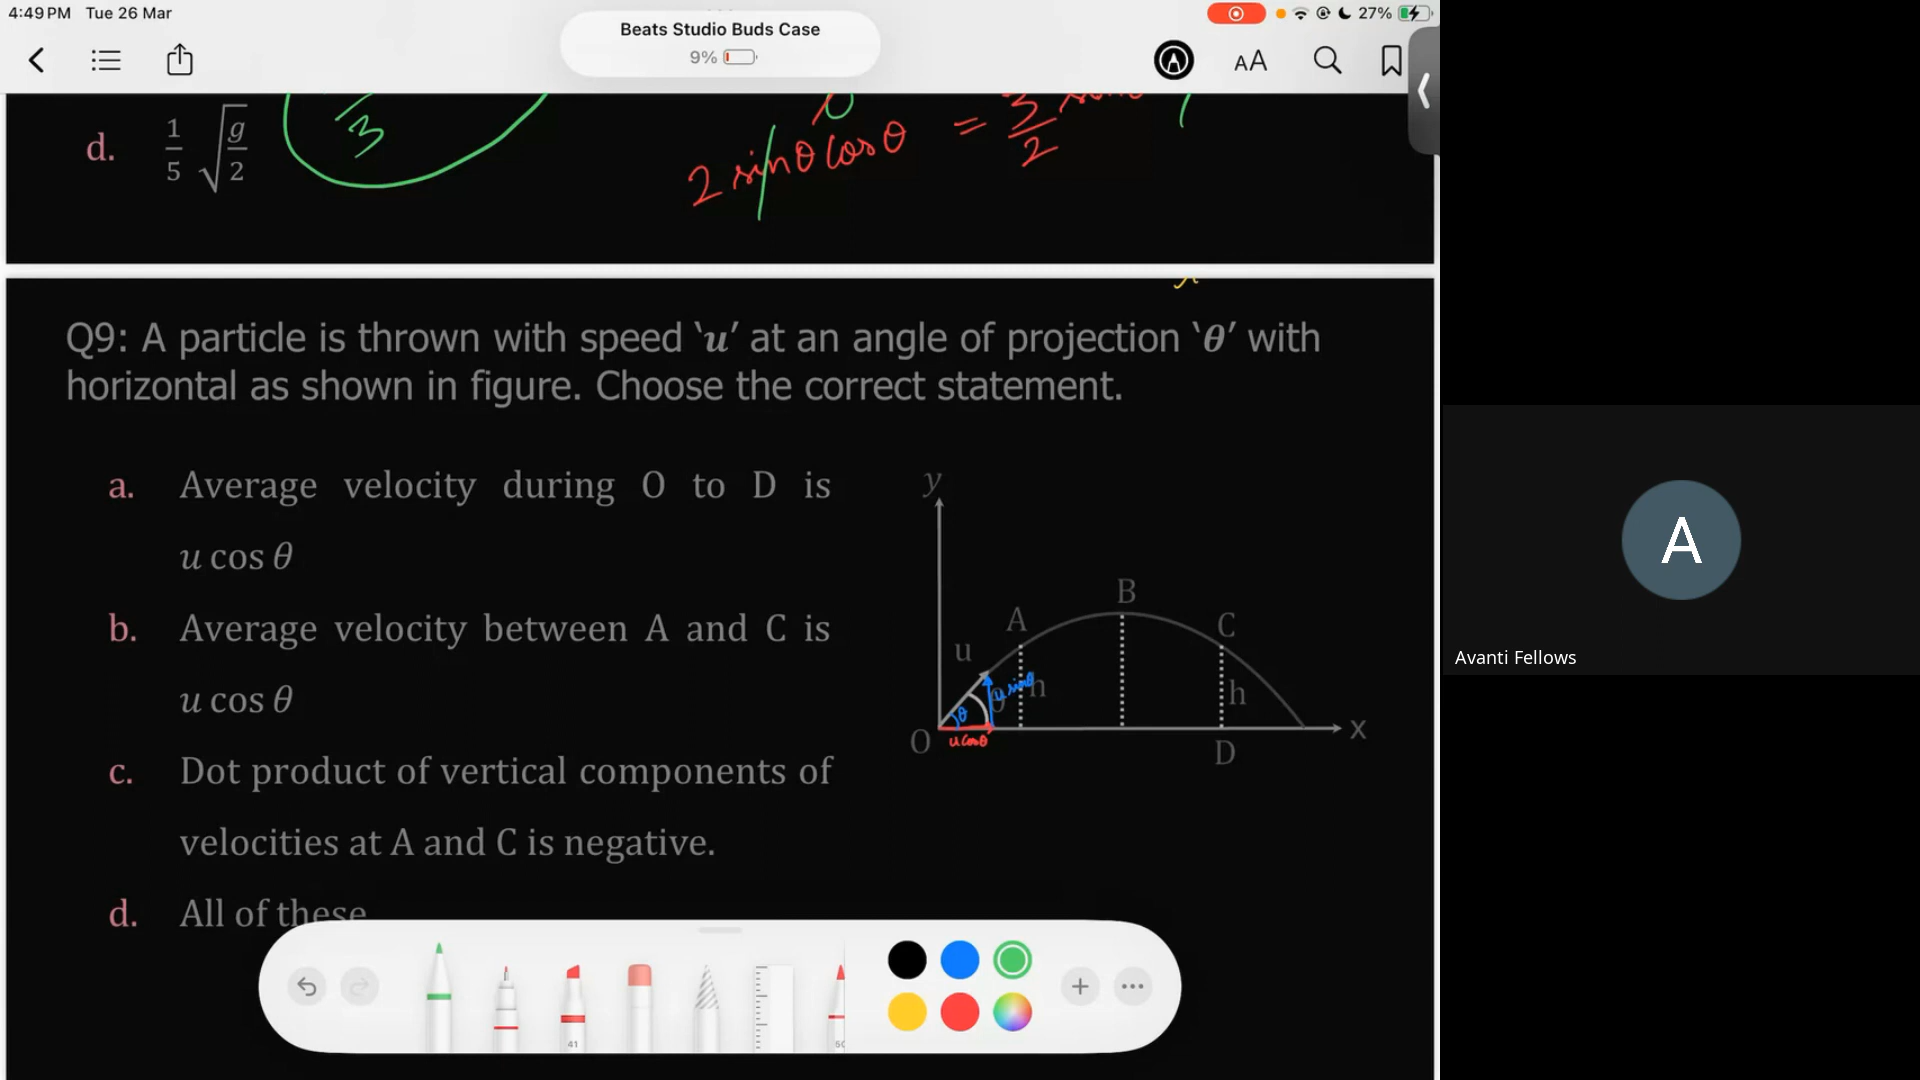 4:49 PM Tue 26 Mar
Beats Studio Buds Case
9%
27%
AA
d. 1/5 √g/2
3
2 sinθ cosθ = 3/2
Q9: A particle is thrown with speed ‘u’ at an angle of projection ‘θ’ with
horizontal as shown in figure. Choose the correct statement.
a. Average velocity during O to D is
u cos θ
b. Average velocity between A and C is
u cos θ
c. Dot product of vertical components of
velocities at A and C is negative.
d. All of these
y
B
A
C
u
u sinθ
h
h
θ
θ
O
u cosθ
D
x
41
50
A
Avanti Fellows